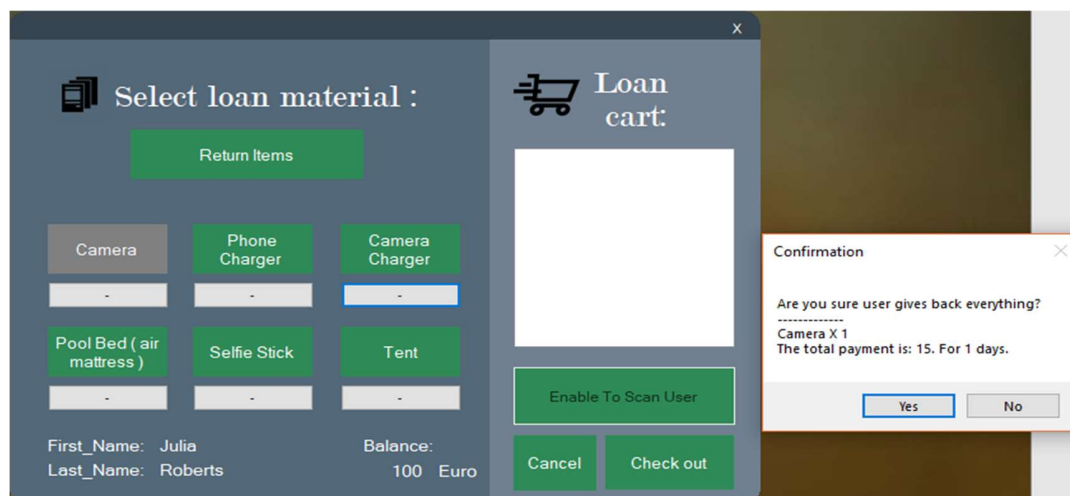 x
Select loan material :
Return Items
Camera
Phone
Charger
Camera
Charger
-
-
-
Pool Bed ( air
mattress )
Selfie Stick
Tent
-
-
-
First_Name: Julia
Last_Name: Roberts
Balance:
100 Euro
Loan
cart:
Enable To Scan User
Cancel
Check out
Confirmation
Are you sure user gives back everything?
-------------
Camera X 1
The total payment is: 15. For 1 days.
Yes
No